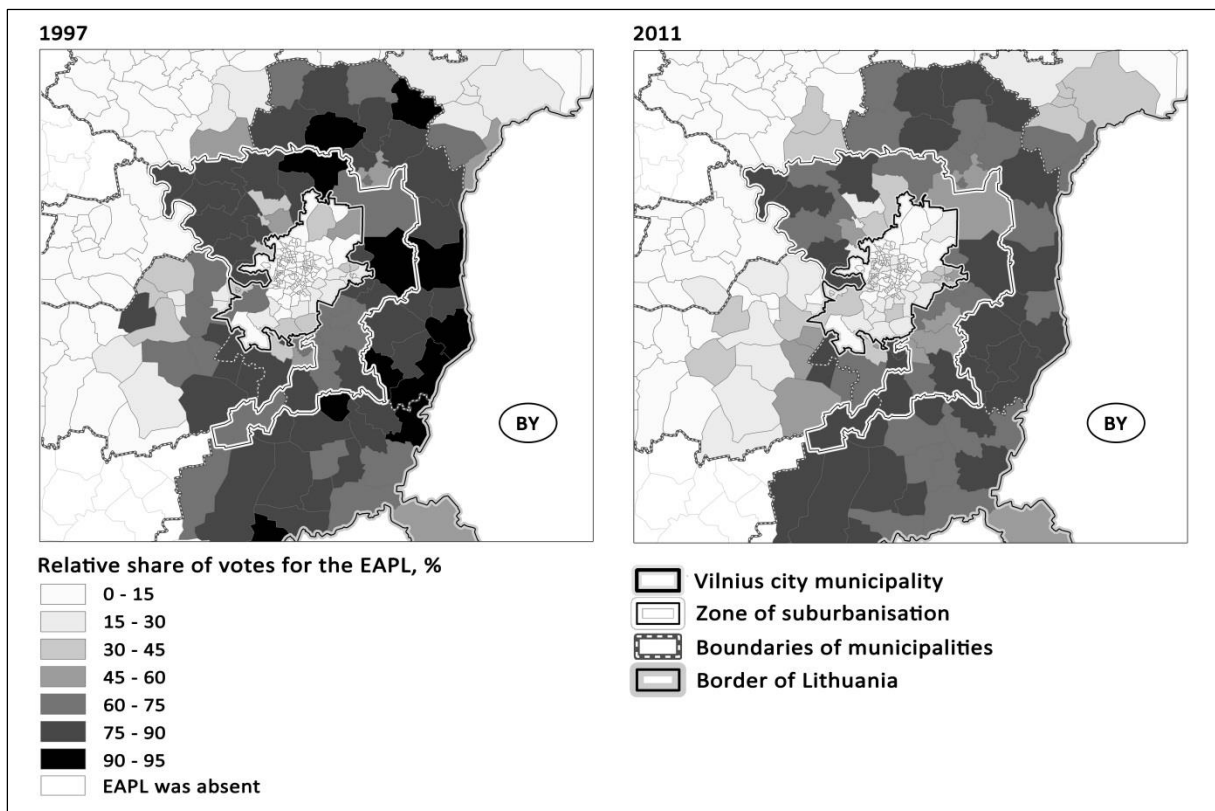 1997
2011
BY
BY
Relative share of votes for the EAPL, %
0 - 15
15 - 30
30 - 45
45 - 60
60 - 75
75 - 90
90 - 95
EAPL was absent
Vilnius city municipality
Zone of suburbanisation
Boundaries of municipalities
Border of Lithuania